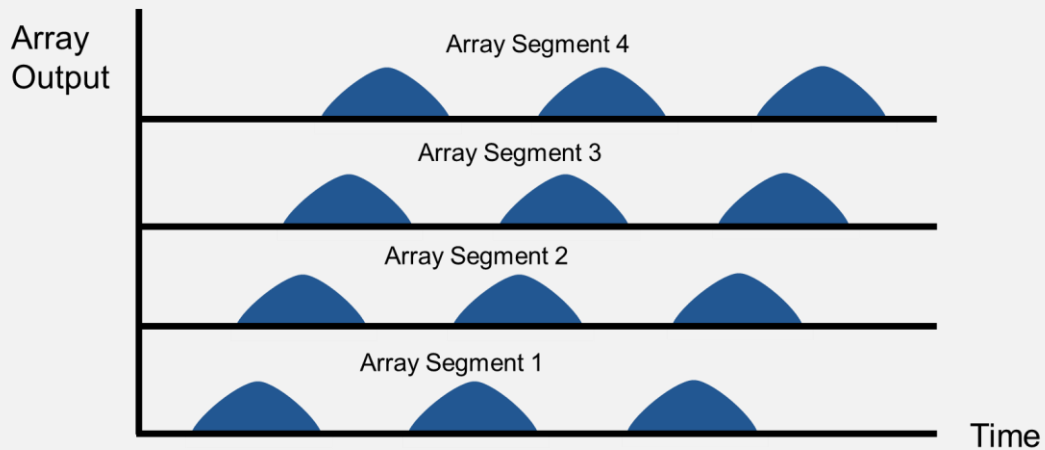 Array
Output
Array Segment 4
Array Segment 3
Array Segment 2
Array Segment 1
Time